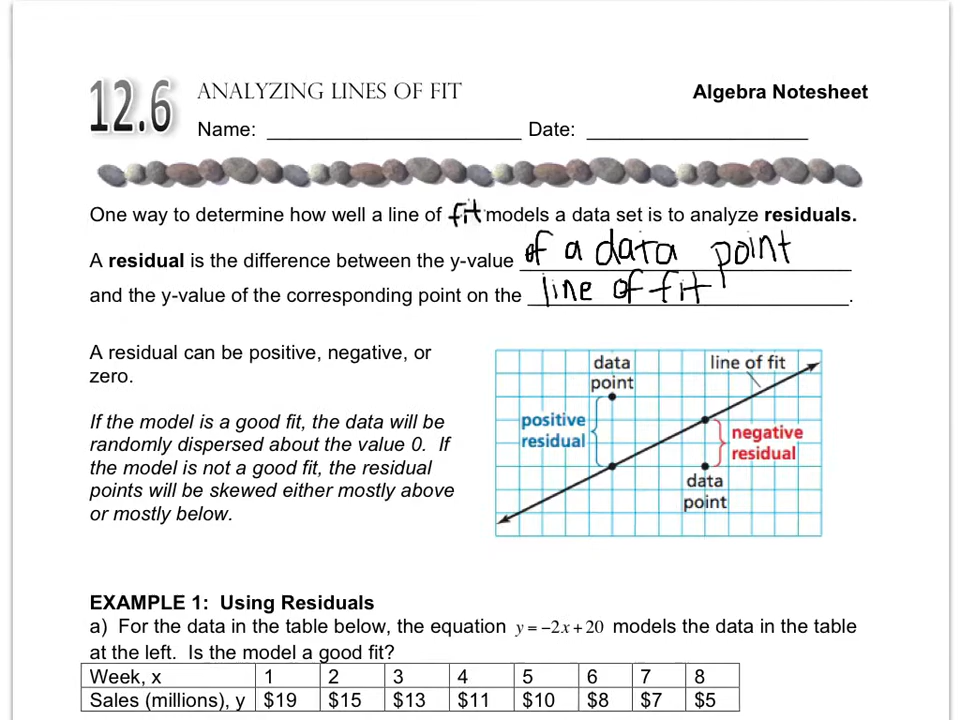 12.6 ANALYZING LINES OF FIT Algebra Notesheet
Name: ______________________ Date: ___________________
One way to determine how well a line of fit models a data set is to analyze residuals.
A residual is the difference between the y-value of a data point
and the y-value of the corresponding point on the line of fit.
A residual can be positive, negative, or
zero.
If the model is a good fit, the data will be
randomly dispersed about the value 0. If
the model is not a good fit, the residual
points will be skewed either mostly above
or mostly below.
data
point
line of fit
positive
residual
negative
residual
data
point
EXAMPLE 1: Using Residuals
a) For the data in the table below, the equation y = −2x + 20 models the data in the table
at the left. Is the model a good fit?
Week, x 1 2 3 4 5 6 7 8
Sales (millions), y $19 $15 $13 $11 $10 $8 $7 $5